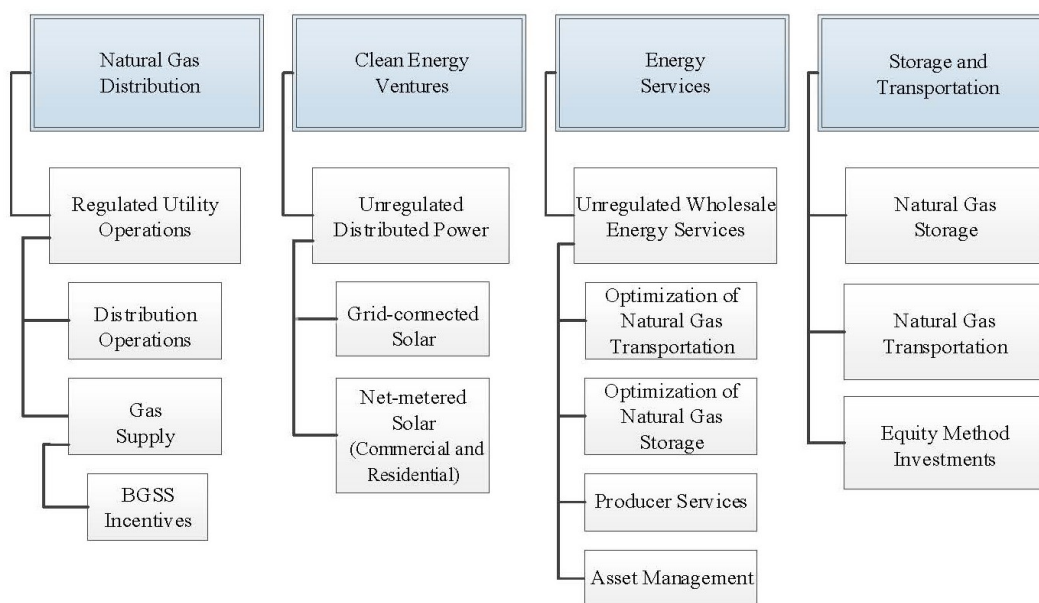 Natural Gas
Distribution
Regulated Utility
Operations
Distribution
Operations
Gas
Supply
BGSS
Incentives
Clean Energy
Ventures
Unregulated
Distributed Power
Grid-connected
Solar
Net-metered
Solar
(Commercial and
Residential)
Energy
Services
Unregulated Wholesale
Energy Services
Optimization of
Natural Gas
Transportation
Optimization of
Natural Gas
Storage
Producer Services
Asset Management
Storage and
Transportation
Natural Gas
Storage
Natural Gas
Transportation
Equity Method
Investments